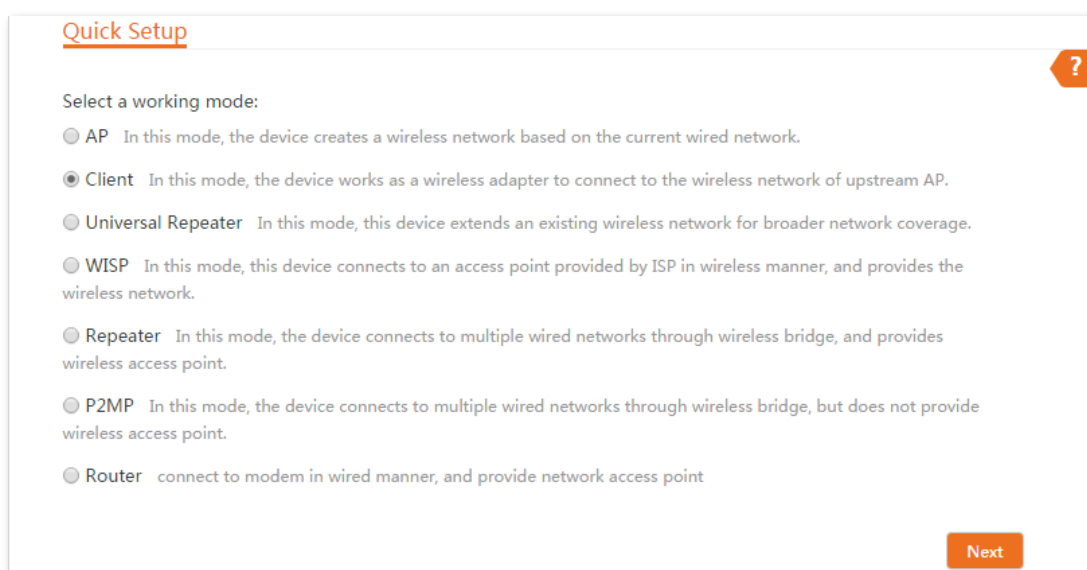 Quick Setup
?
Select a working mode:
AP In this mode, the device creates a wireless network based on the current wired network.
Client In this mode, the device works as a wireless adapter to connect to the wireless network of upstream AP.
Universal Repeater In this mode, this device extends an existing wireless network for broader network coverage.
WISP In this mode, this device connects to an access point provided by ISP in wireless manner, and provides the
wireless network.
Repeater In this mode, the device connects to multiple wired networks through wireless bridge, and provides
wireless access point.
P2MP In this mode, the device connects to multiple wired networks through wireless bridge, but does not provide
wireless access point.
Router connect to modem in wired manner, and provide network access point
Next